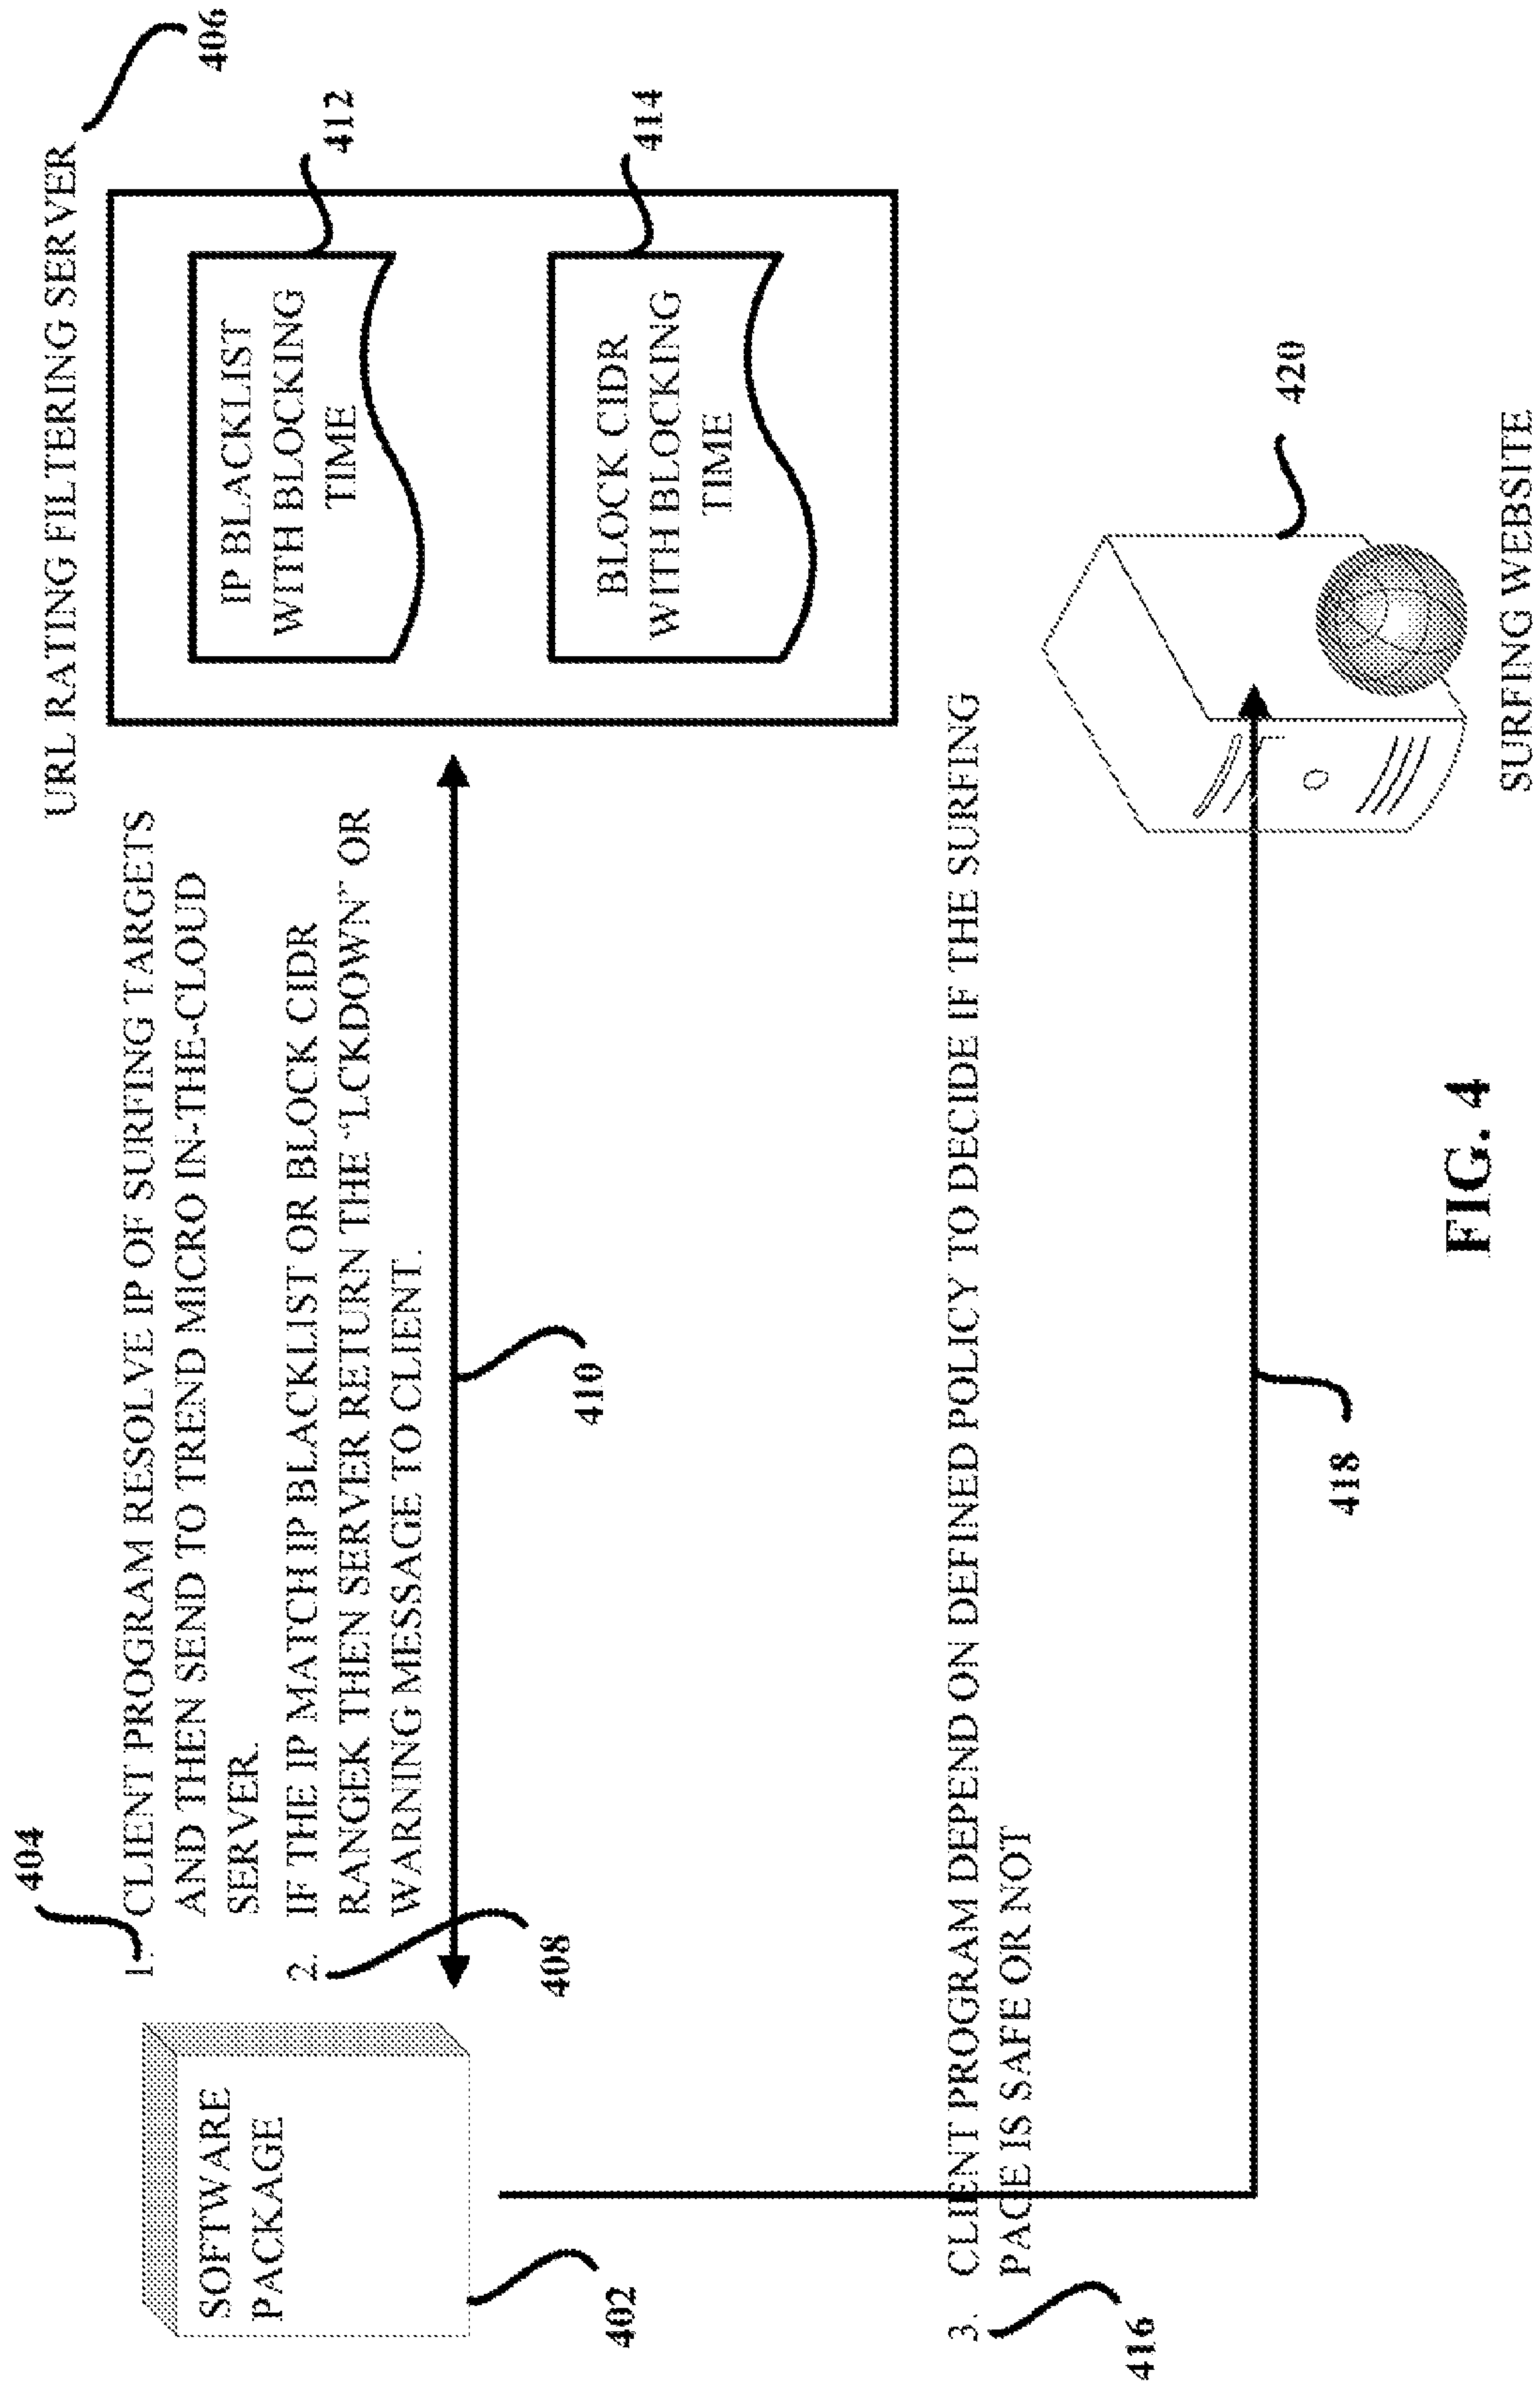 URL RATING FILTERING SERVER
406
404
1.
CLIENT PROGRAM RESOLVE IP OF SURFING TARGETS
AND THEN SEND TO TREND MICRO IN-THE-CLOUD
SERVER.
2.
IF THE IP MATCH IP BLACKLIST OR BLOCK CIDR
RANGEK THEN SERVER RETURN THE "LCKDOWN" OR
WARNING MESSAGE TO CLIENT.
408
410
SOFTWARE
PACKAGE
402
IP BLACKLIST
WITH BLOCKING
TIME
412
BLOCK CIDR
WITH BLOCKING
TIME
414
3.
CLIENT PROGRAM DEPEND ON DEFINED POLICY TO DECIDE IF THE SURFING
PAGE IS SAFE OR NOT
416
418
420
SURFING WEBSITE
FIG. 4